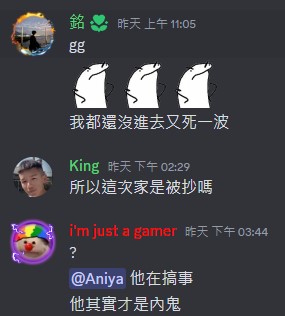 銘 昨天 上午 11:05
gg
我都還沒進去又死一波
King 昨天 下午 02:29
所以這次家是被抄嗎
i'm just a gamer 昨天 下午 03:44
?
@Aniya 他在搞事
他其實才是內鬼